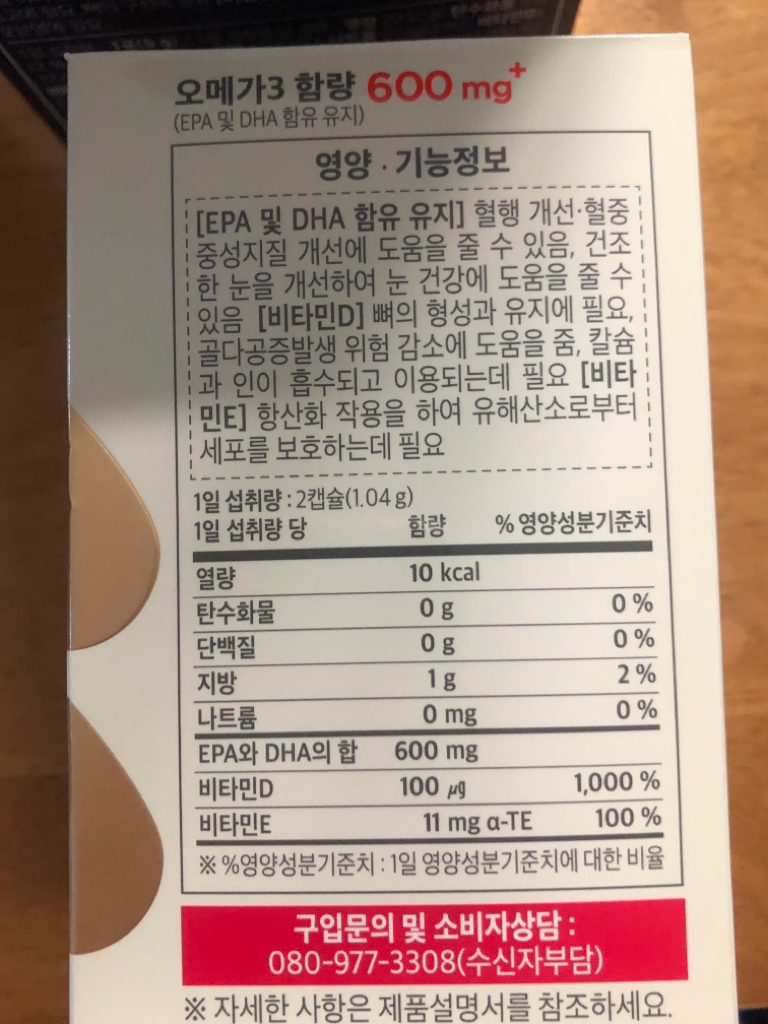 오메가3 함량 600 mg+
(EPA 및 DHA 함유 유지)
영양 · 기능정보
[EPA 및 DHA 함유 유지] 혈행 개선·혈중
중성지질 개선에 도움을 줄 수 있음, 건조
한 눈을 개선하여 눈 건강에 도움을 줄 수
있음 [비타민D] 뼈의 형성과 유지에 필요,
골다공증발생 위험 감소에 도움을 줌, 칼슘
과 인이 흡수되고 이용되는데 필요 [비타
민E] 항산화 작용을 하여 유해산소로부터
세포를 보호하는데 필요
1일 섭취량 : 2캡슐(1.04 g)
1일 섭취량 당 함량 % 영양성분기준치
열량 10 kcal
탄수화물 0 g 0 %
단백질 0 g 0 %
지방 1 g 2 %
나트륨 0 mg 0 %
EPA와 DHA의 합 600 mg
비타민D 100 μg 1,000 %
비타민E 11 mg α-TE 100 %
※ %영양성분기준치 : 1일 영양성분기준치에 대한 비율
구입문의 및 소비자상담 :
080-977-3308(수신자부담)
※ 자세한 사항은 제품설명서를 참조하세요.